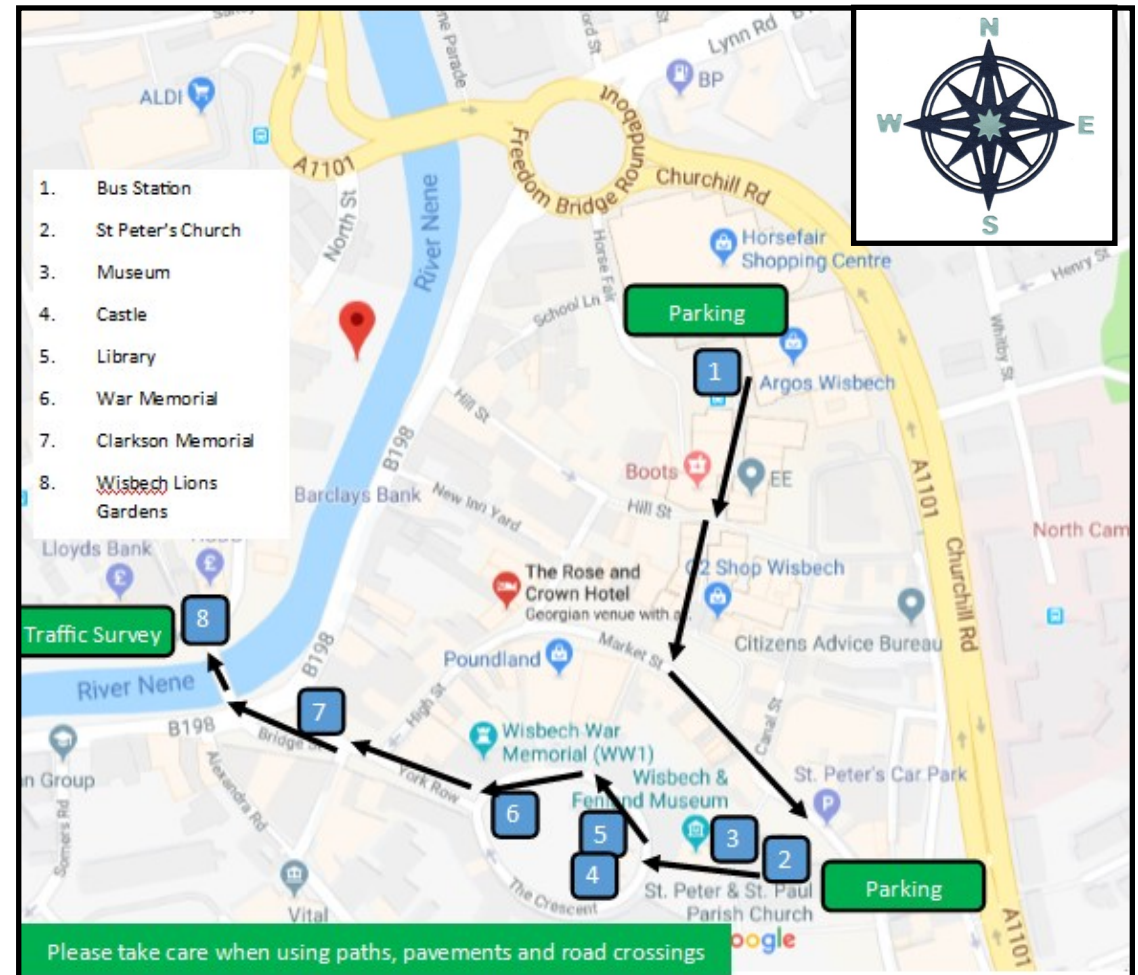 N
W E
S
Lynn Rd
BP
ALDI
A1101
Freedom Bridge Roundabout
Churchill Rd
North St
River Nene
Horse Fair
Horsefair
Shopping Centre
Henry St
Whitby St
1. Bus Station
2. St Peter's Church
3. Museum
4. Castle
5. Library
6. War Memorial
7. Clarkson Memorial
8. Wisbech Lions
Gardens
School Ln
Parking
1
Argos Wisbech
Hill St
B198
Boots
EE
Barclays Bank
New Inn Yard
Hill St
A1101
North Cam
Lloyds Bank
The Rose and
Crown Hotel
Georgian venue with a
2 Shop Wisbech
Churchill Rd
8
Traffic Survey
Citizens Advice Bureau
Market St
B198
Poundland
River Nene
High St
7
Canal St
B198
Bridge S
Wisbech War
Memorial (WW1)
n Group
Alexandra Rd
York Row
Wisbech &
Fenland Museum
St. Peter's Car Park
P
Somers Rd
6
5
3
2
4
The Crescent
St. Peter & St. Paul
Parish Church
Parking
Vital
oogle
A1101
Please take care when using paths, pavements and road crossings